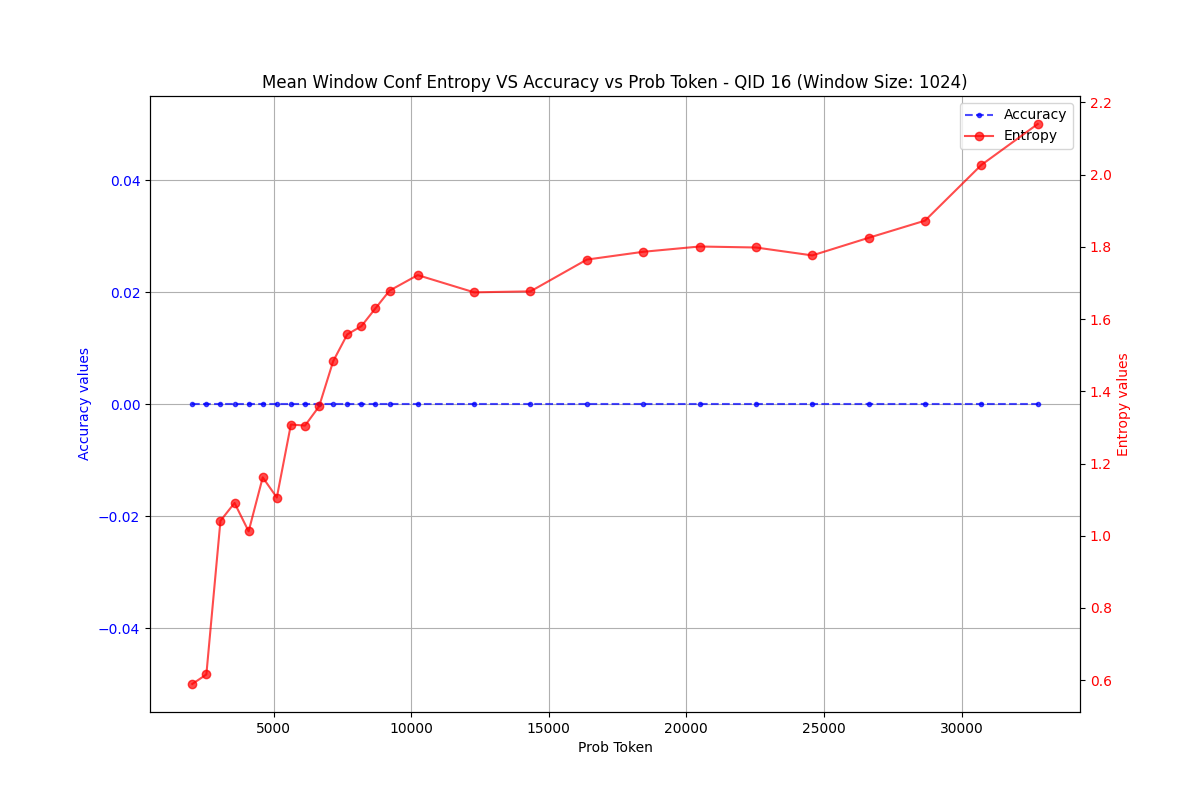 Mean Window Conf Entropy VS Accuracy vs Prob Token - QID 16 (Window Size: 1024)
Accuracy
Entropy
0.04
0.02
0.00
−0.02
−0.04
Accuracy values
2.2
2.0
1.8
1.6
1.4
1.2
1.0
0.8
0.6
Entropy values
5000 10000 15000 20000 25000 30000
Prob Token